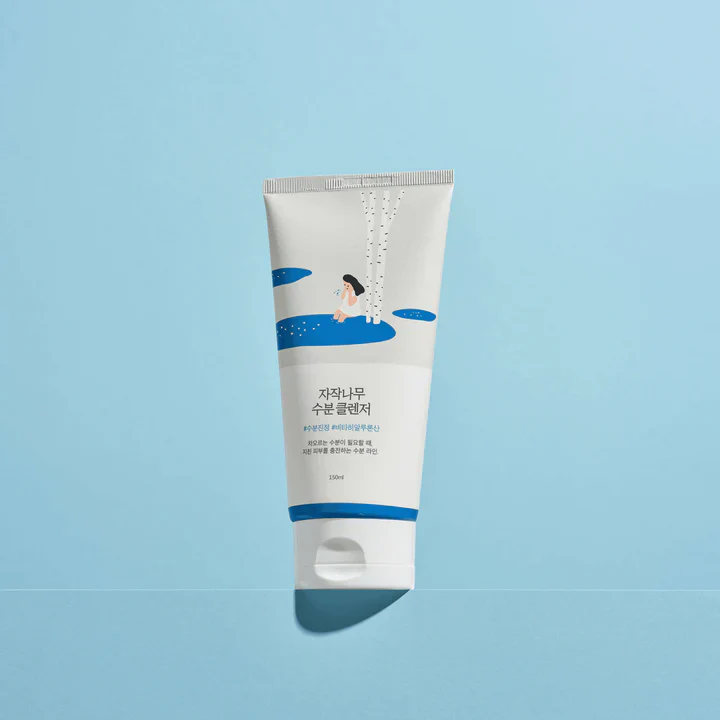 자작나무
수분 클렌저
#수분진정 #비타히알루론산
차오르는 수분이 필요할 때,
지친 피부를 충전하는 수분 라인
150ml